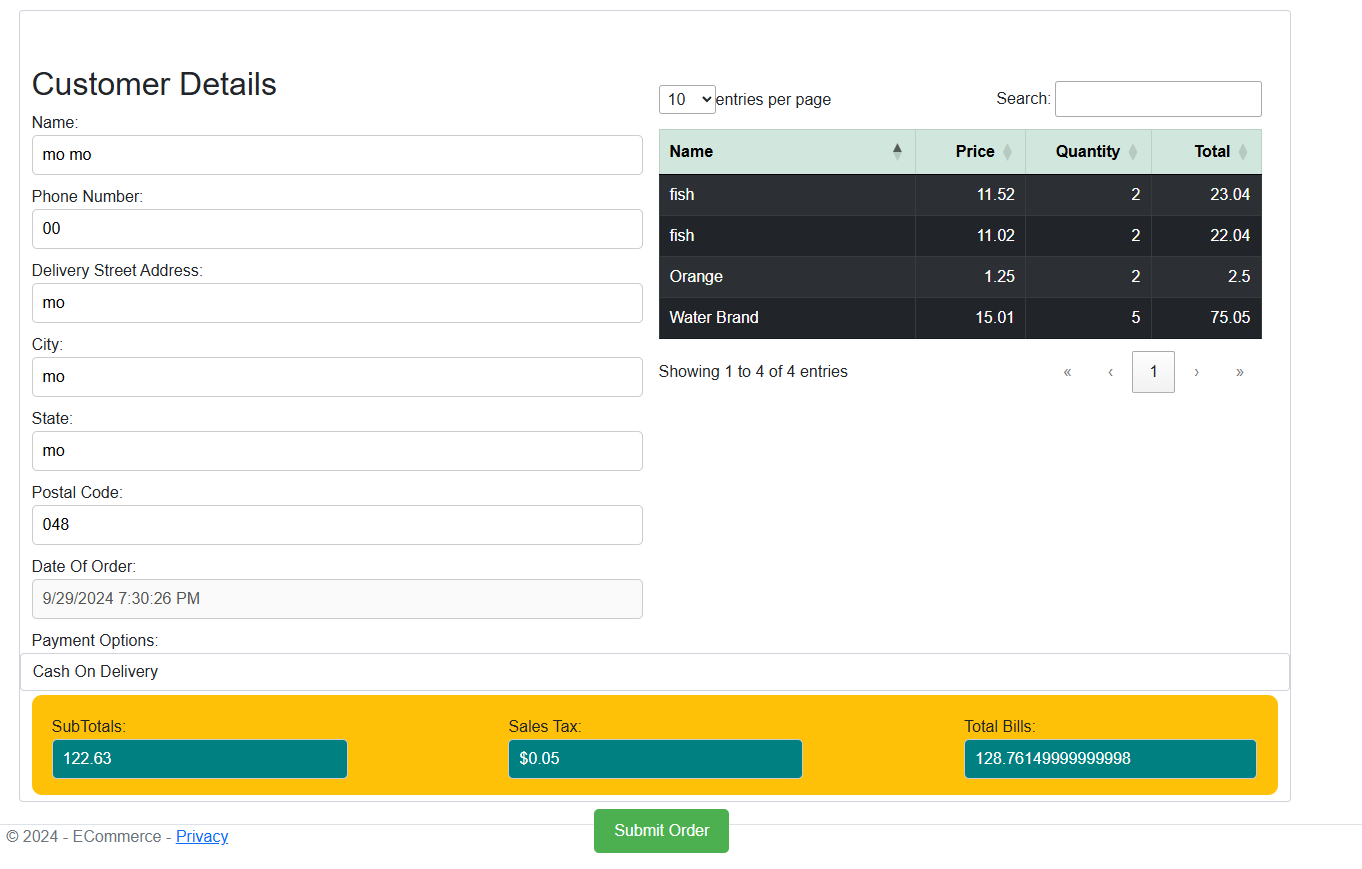 Customer Details
Name:
mo mo
Phone Number:
00
Delivery Street Address:
mo
City:
mo
State:
mo
Postal Code:
048
Date Of Order:
9/29/2024 7:30:26 PM
10 entries per page
Search:
Name Price Quantity Total
fish 11.52 2 23.04
fish 11.02 2 22.04
Orange 1.25 2 2.5
Water Brand 15.01 5 75.05
Showing 1 to 4 of 4 entries
« ‹ 1 › »
Payment Options:
Cash On Delivery
SubTotals: Sales Tax: Total Bills:
122.63 $0.05 128.76149999999998
Submit Order
© 2024 - ECommerce - Privacy